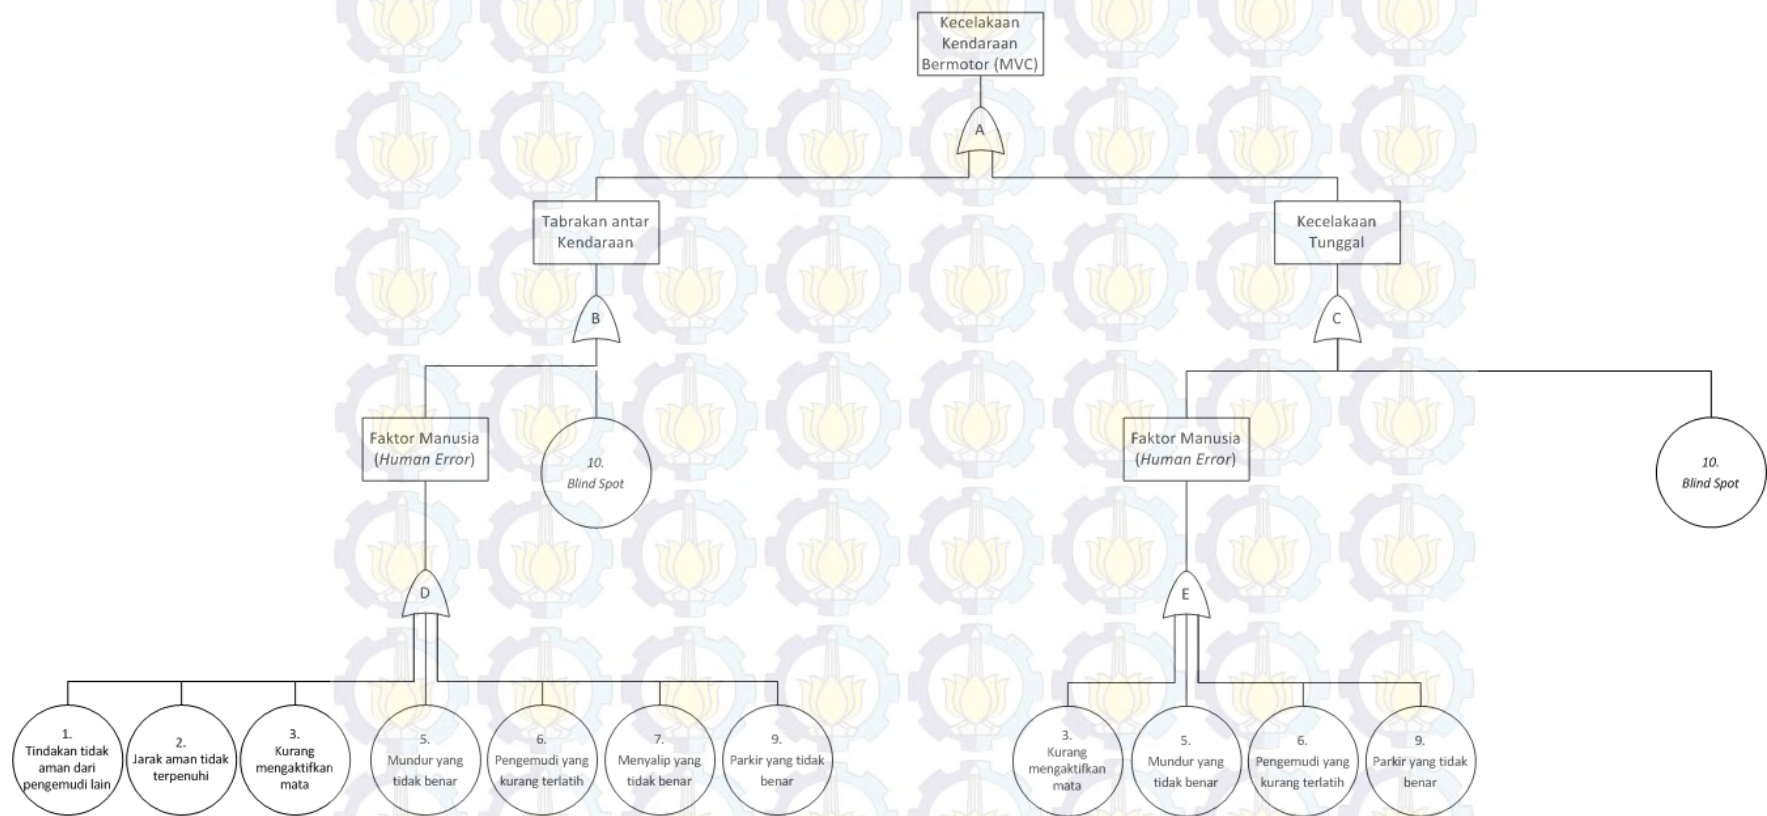 Kecelakaan
Kendaraan
Bermotor (MVC)
A
Tabrakan antar
Kendaraan
Kecelakaan
Tunggal
B
C
Faktor Manusia
(Human Error)
10.
Blind Spot
Faktor Manusia
(Human Error)
10.
Blind Spot
D
E
1.
Tindakan tidak
aman dari
pengemudi lain
2.
Jarak aman tidak
terpenuhi
3.
Kurang
mengaktifkan
mata
5.
Mundur yang
tidak benar
6.
Pengemudi yang
kurang terlatih
7.
Menyalip yang
tidak benar
9.
Parkir yang tidak
benar
3.
Kurang
mengaktifkan
mata
5.
Mundur yang
tidak benar
6.
Pengemudi yang
kurang terlatih
9.
Parkir yang tidak
benar